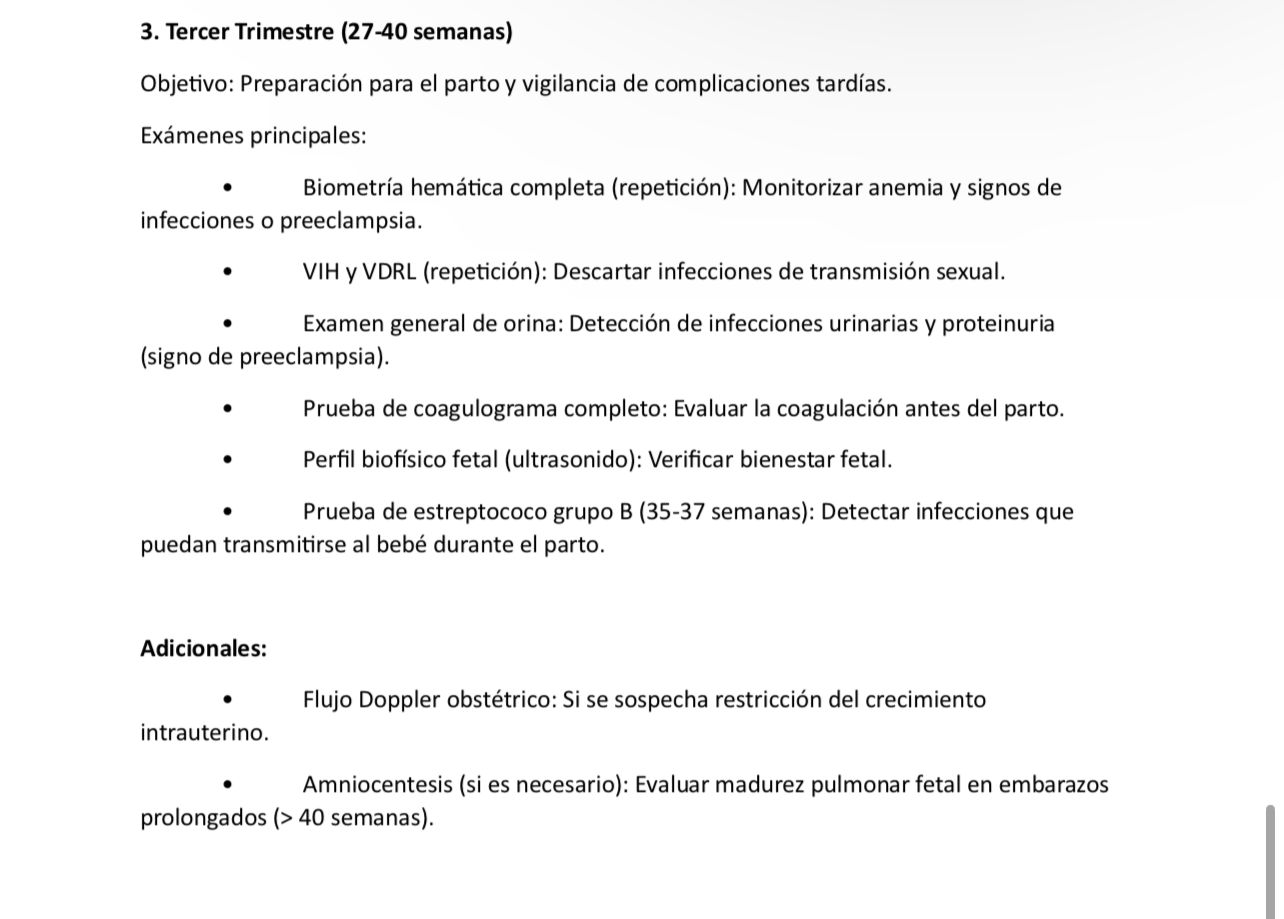 3. Tercer Trimestre (27-40 semanas)
Objetivo: Preparación para el parto y vigilancia de complicaciones tardías.
Exámenes principales:
• Biometría hemática completa (repetición): Monitorizar anemia y signos de
infecciones o preeclampsia.
• VIH y VDRL (repetición): Descartar infecciones de transmisión sexual.
• Examen general de orina: Detección de infecciones urinarias y proteinuria
(signo de preeclampsia).
• Prueba de coagulograma completo: Evaluar la coagulación antes del parto.
• Perfil biofísico fetal (ultrasonido): Verificar bienestar fetal.
• Prueba de estreptococo grupo B (35-37 semanas): Detectar infecciones que
puedan transmitirse al bebé durante el parto.
Adicionales:
• Flujo Doppler obstétrico: Si se sospecha restricción del crecimiento
intrauterino.
• Amniocentesis (si es necesario): Evaluar madurez pulmonar fetal en embarazos
prolongados (> 40 semanas).